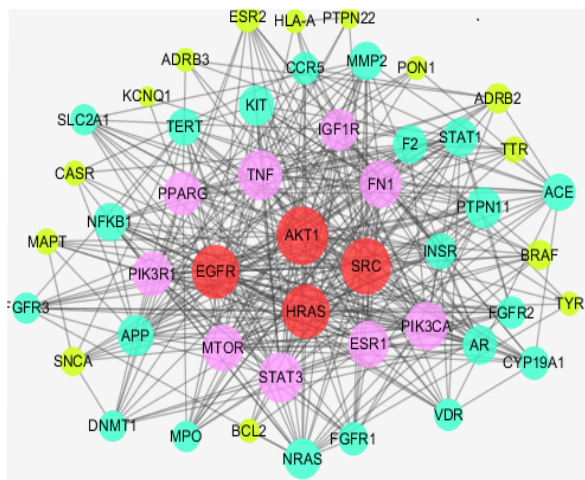 ESR2
HLA-A
PTPN22
ADRB3
CCR5
MMP2
PON1
KCNQ1
KIT
ADRB2
SLC2A1
TERT
IGF1R
F2
STAT1
TTR
CASR
PPARG
TNF
FN1
ACE
NFKB1
PTPN11
MAPT
AKT1
INSR
BRAF
PIK3R1
EGFR
SRC
FGFR3
TYR
HRAS
FGFR2
APP
MTOR
ESR1
PIK3CA
AR
SNCA
STAT3
CYP19A1
DNMT1
MPO
BCL2
FGFR1
VDR
NRAS